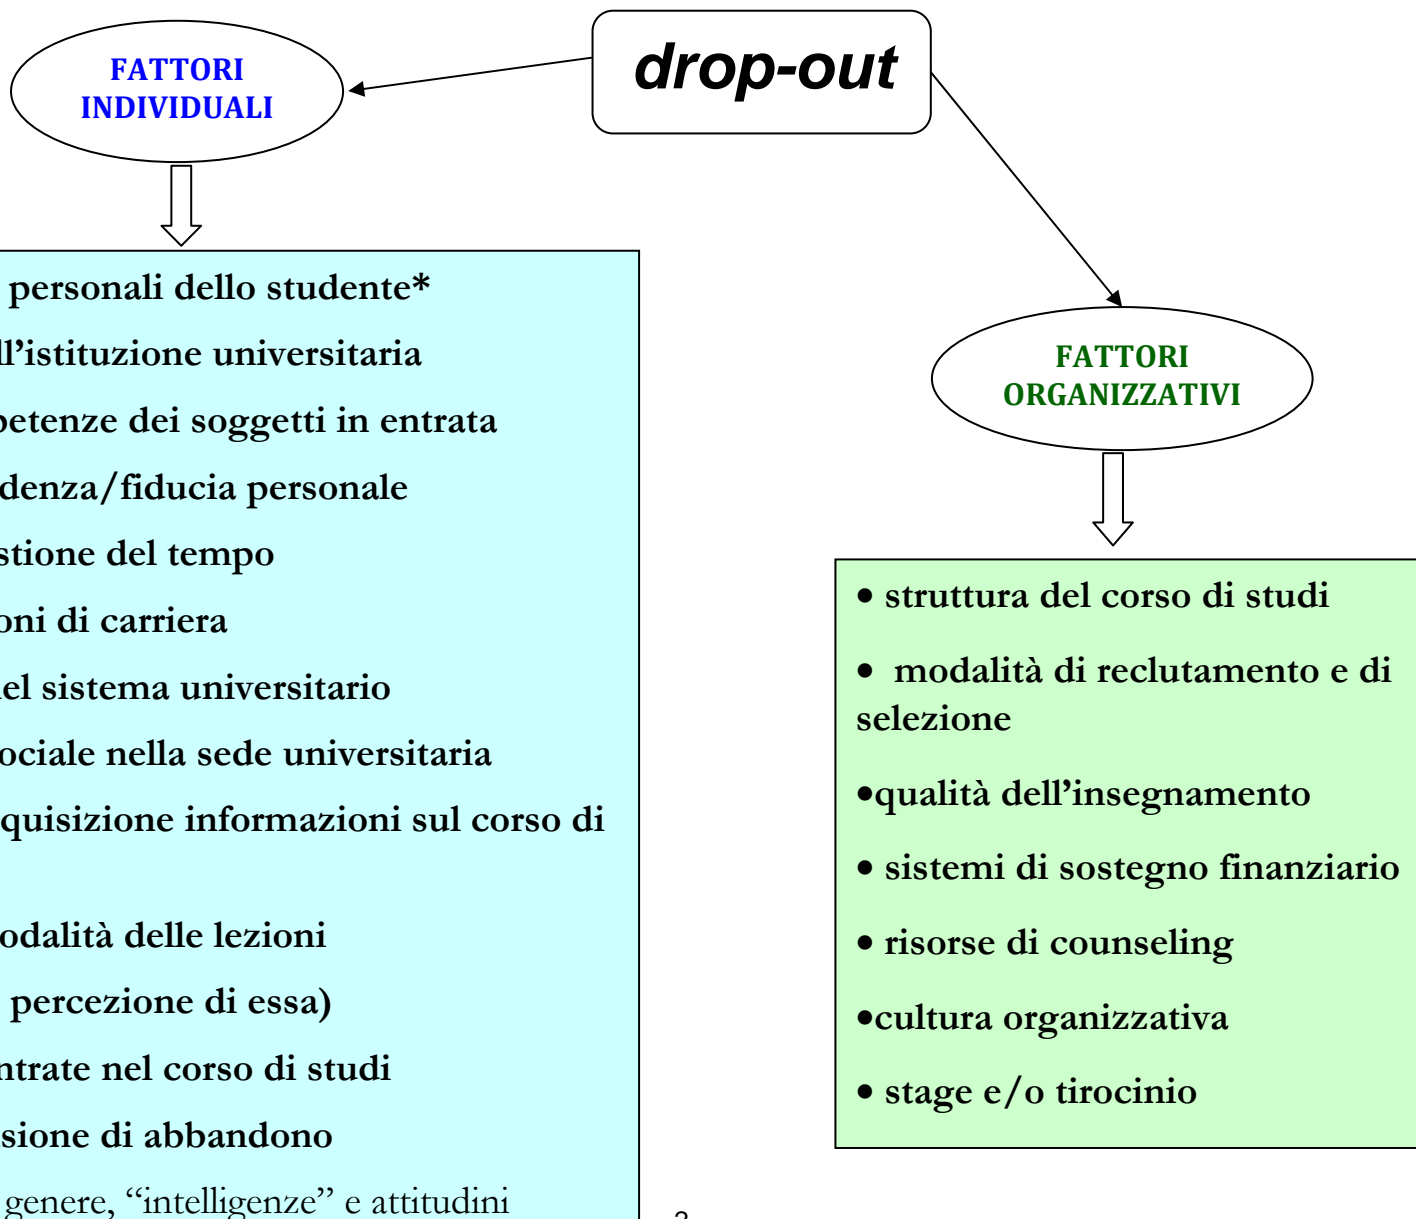 drop-out
FATTORI
INDIVIDUALI
personali dello studente*
ll’istituzione universitaria
petenze dei soggetti in entrata
denza/fiducia personale
stione del tempo
oni di carriera
nel sistema universitario
ociale nella sede universitaria
quisizione informazioni sul corso di
odalità delle lezioni
percezione di essa)
ntrate nel corso di studi
sione di abbandono
genere, “intelligenze” e attitudini
FATTORI
ORGANIZZATIVI
• struttura del corso di studi
• modalità di reclutamento e di
selezione
•qualità dell’insegnamento
• sistemi di sostegno finanziario
• risorse di counseling
•cultura organizzativa
• stage e/o tirocinio